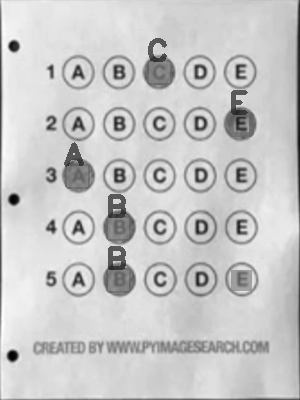 C
1 A B C D E
E
2 A B C D E
A
3 A B C D E
B
4 A B C D E
B
5 A B C D E
CREATED BY WWW.PYIMAGESEARCH.COM